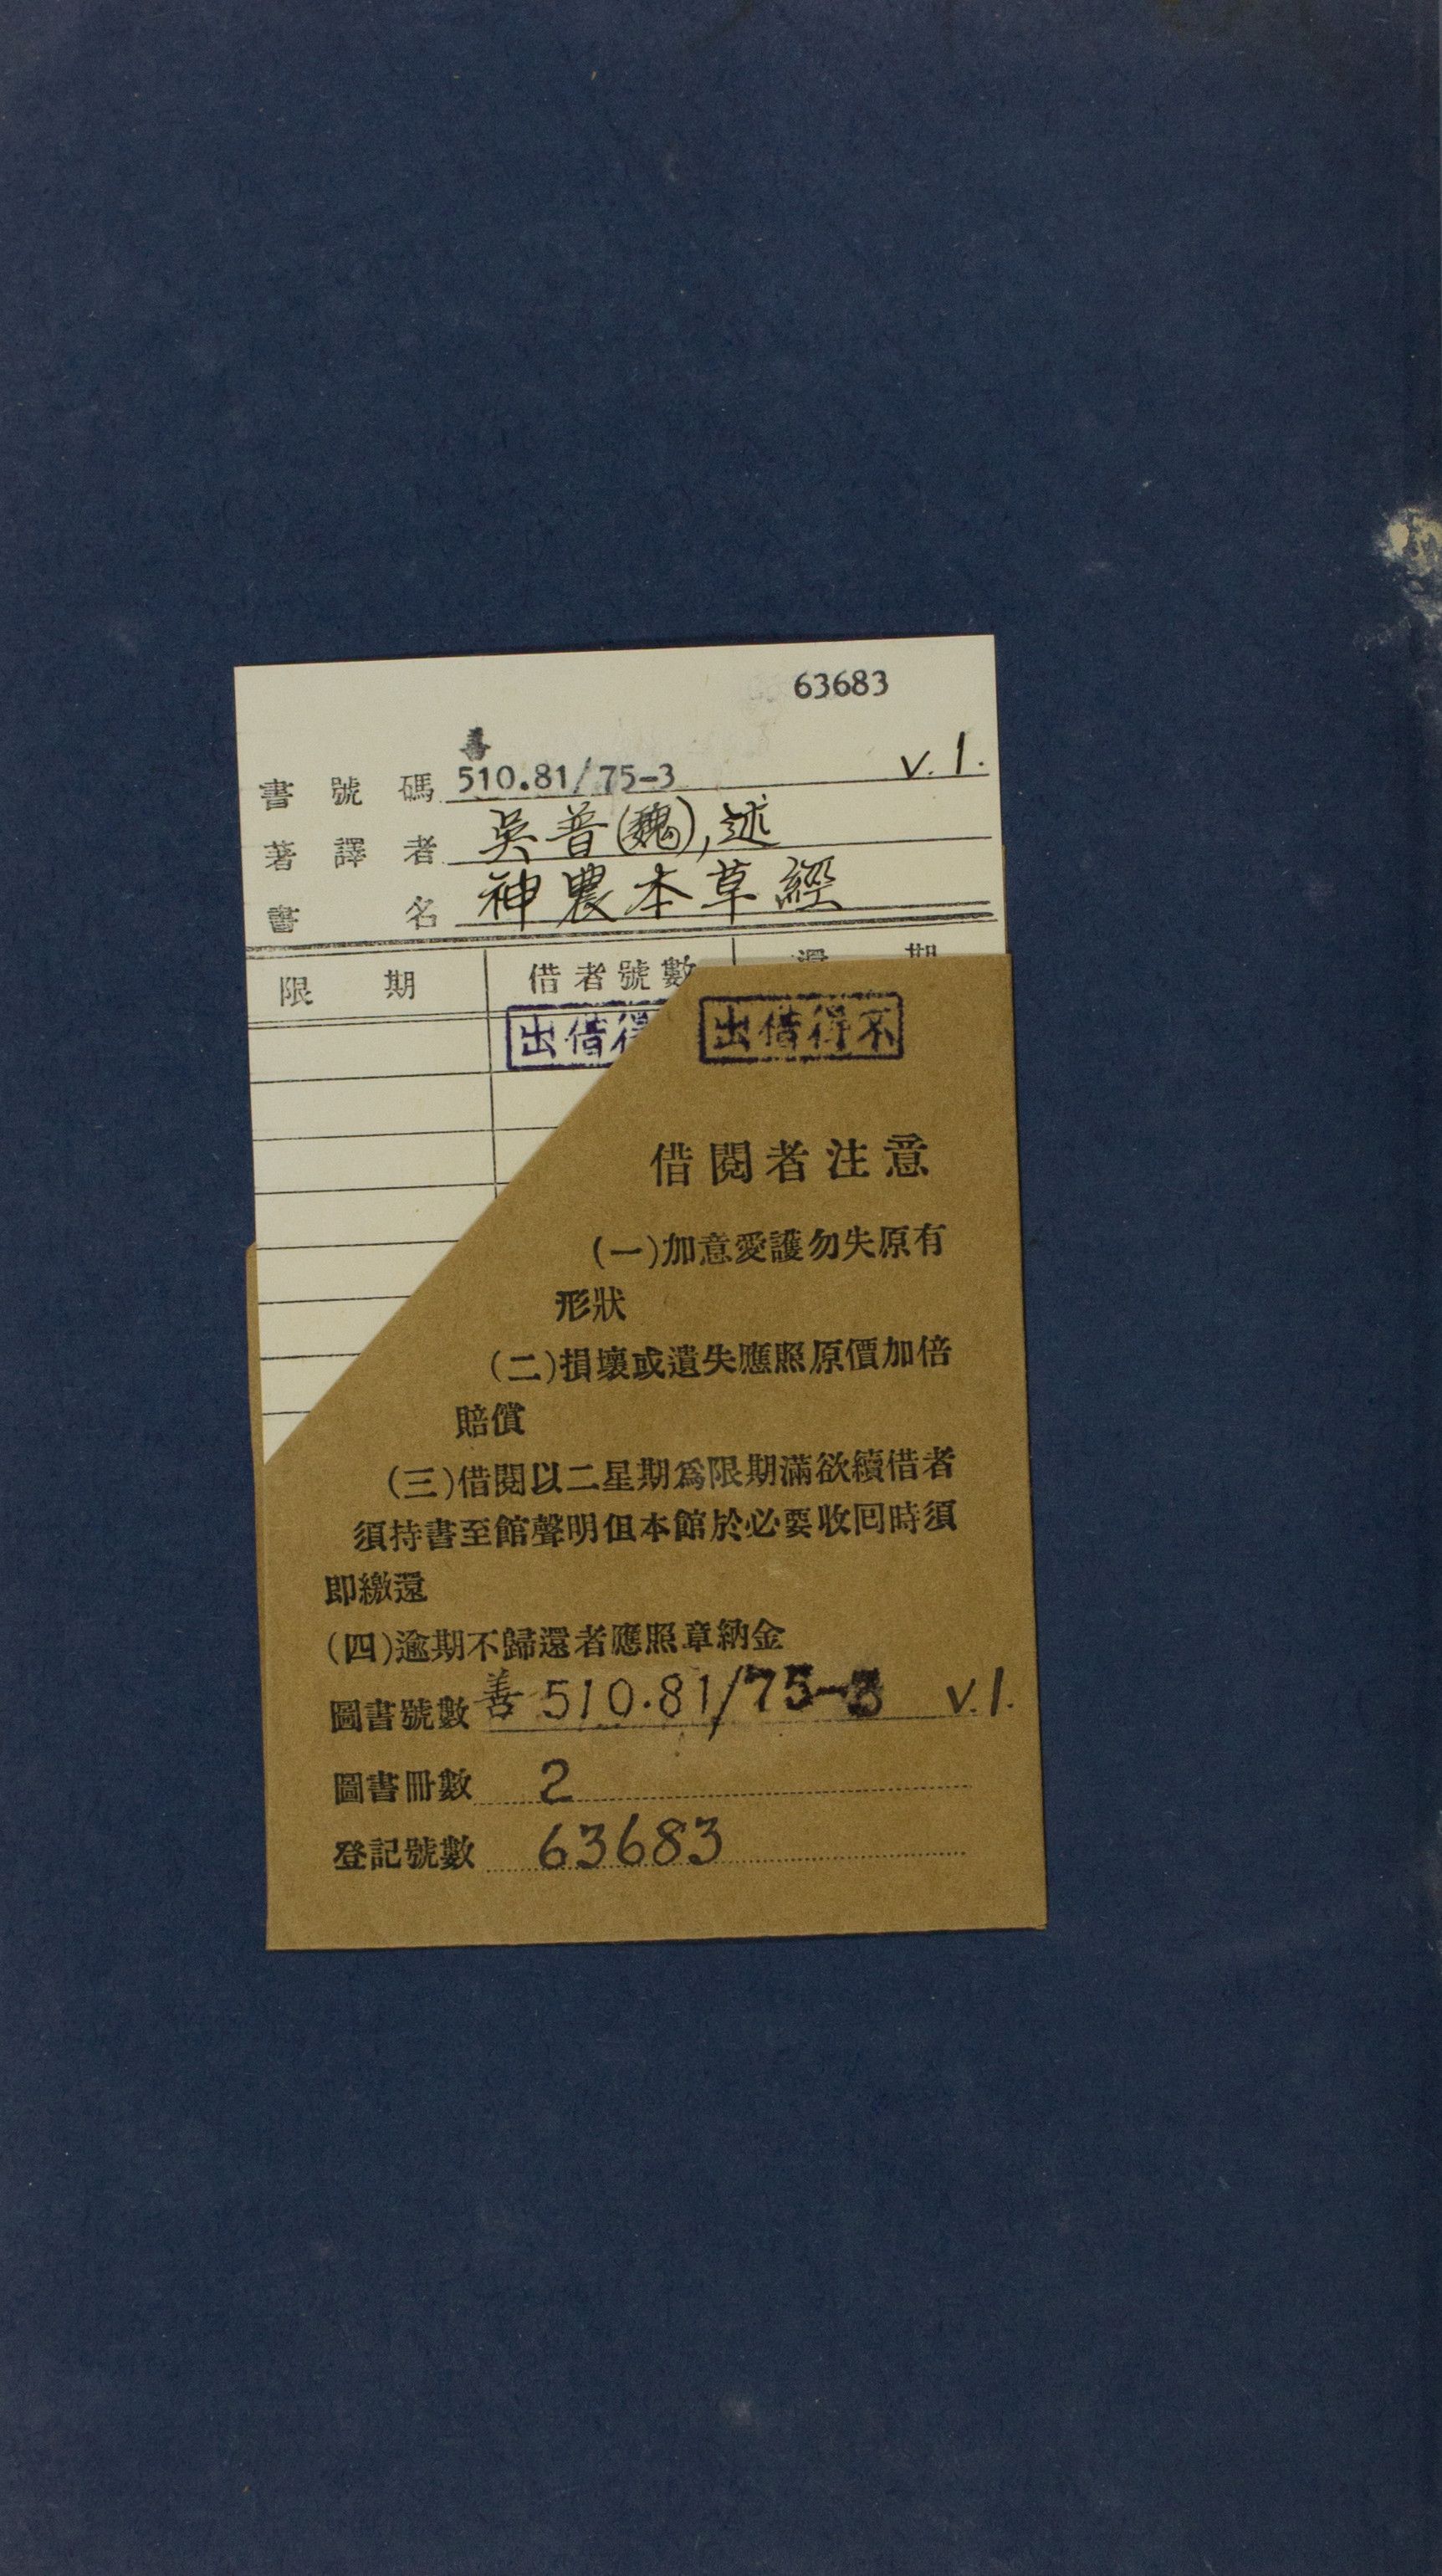 63683
善
書號碼 510.81/75-3 v.1.
著譯者 吳普(魏),述
書名 神農本草經
限期 借者號數 還期
出借得
出借得不
借閱者注意
(一)加意愛護勿失原有
形狀
(二)損壞或遺失應照原價加倍
賠償
(三)借閱以二星期爲限期滿欲續借者
須持書至館聲明但本館於必要收回時須
即繳還
(四)逾期不歸還者應照章納金
圖書號數 善 510.81/75-3 v.1.
圖書冊數 2
登記號數 63683